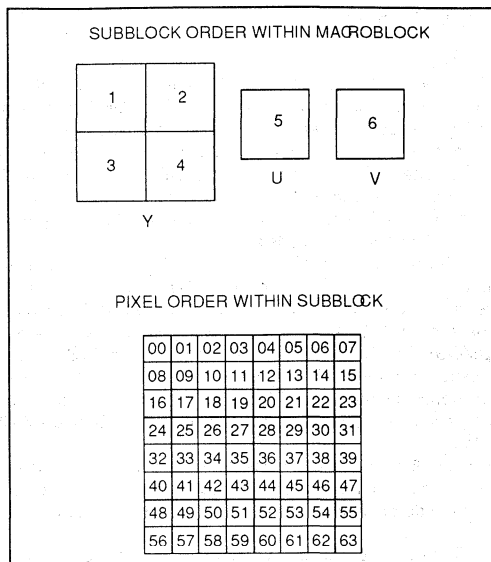 SUBBLOCK ORDER WITHIN MACROBLOCK
1 2
5 6
3 4
U V
Y
PIXEL ORDER WITHIN SUBBLOCK
00 01 02 03 04 05 06 07
08 09 10 11 12 13 14 15
16 17 18 19 20 21 22 23
24 25 26 27 28 29 30 31
32 33 34 35 36 37 38 39
40 41 42 43 44 45 46 47
48 49 50 51 52 53 54 55
56 57 58 59 60 61 62 63